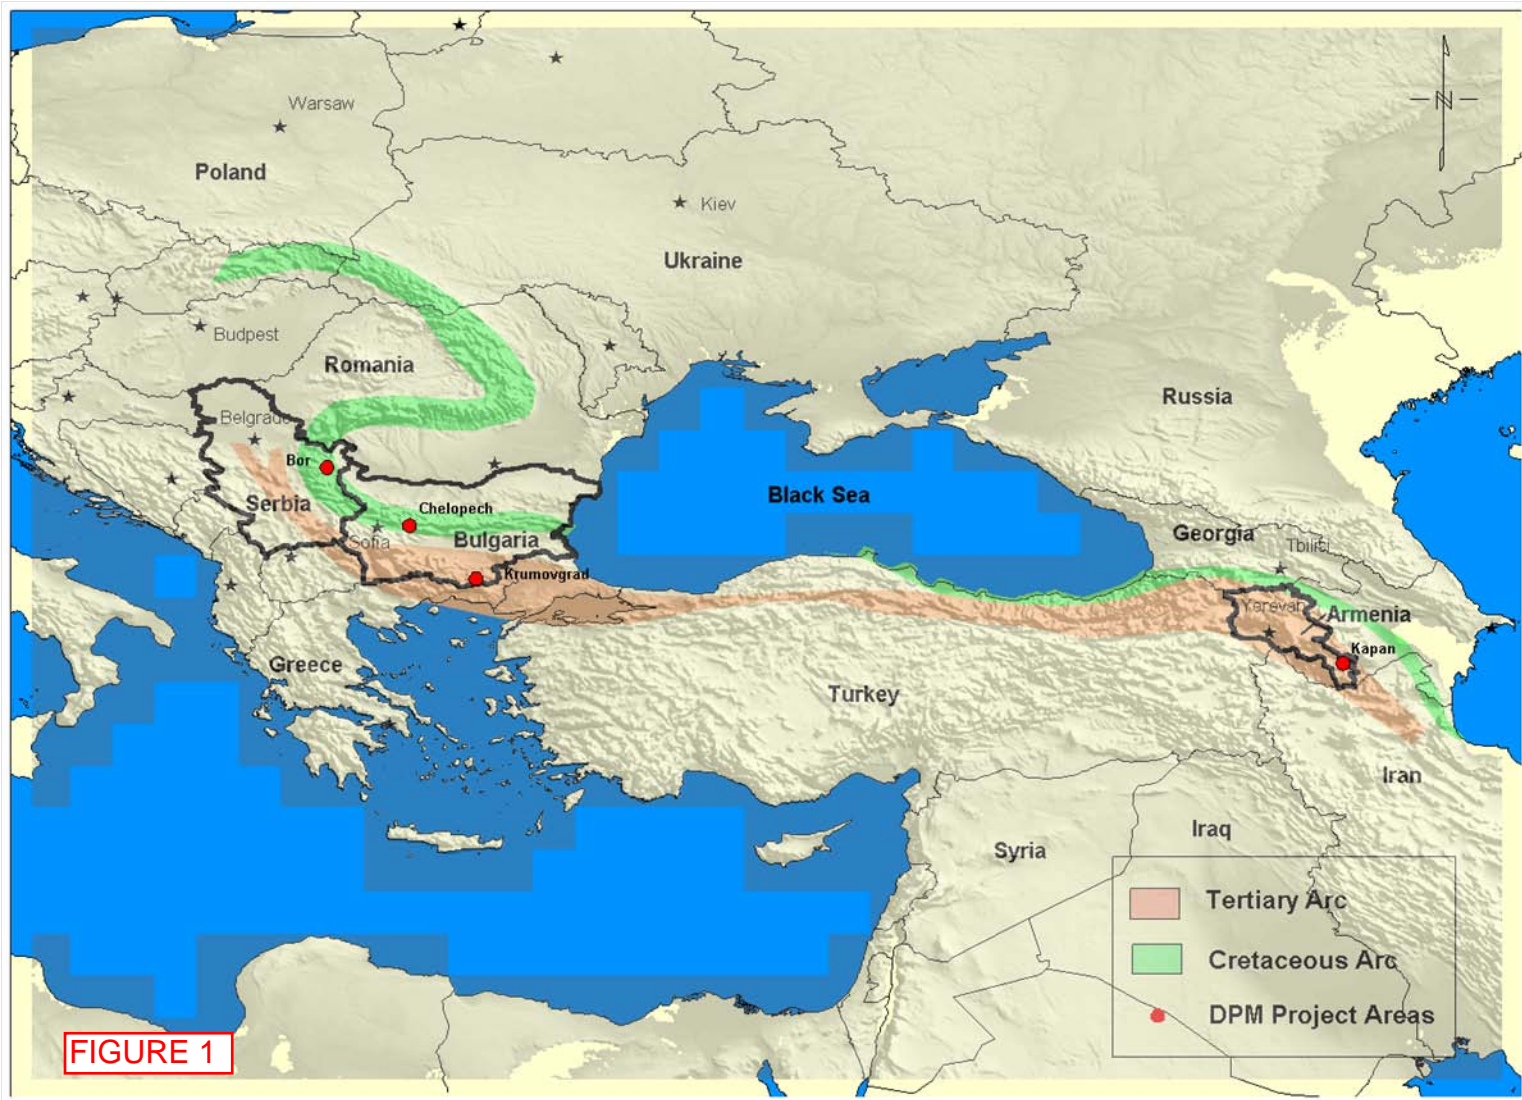 Warsaw
Poland
Kiev
Ukraine
Budpest
Romania
Russia
Belgrade
Bor
Black Sea
Serbia
Chelopech
Sofia
Bulgaria
Georgia
Tbilisi
Krumovgrad
Yerevan
Armenia
Kapan
Greece
Turkey
Iran
Iraq
Syria
N
Tertiary Arc
Cretaceous Arc
DPM Project Areas
FIGURE 1